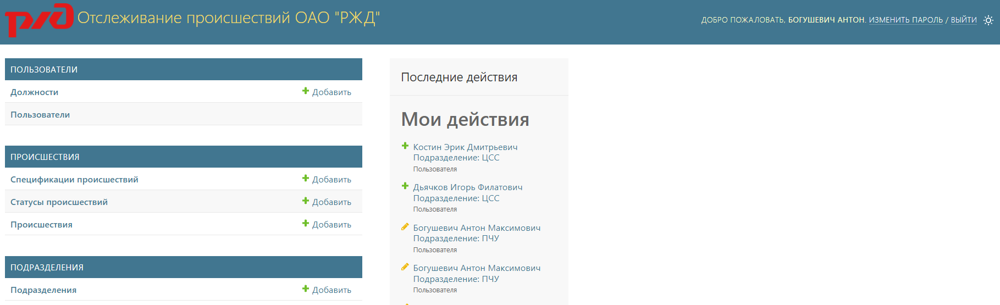 ржд Отслеживание происшествий ОАО "РЖД"
ДОБРО ПОЖАЛОВАТЬ, БОГУШЕВИЧ АНТОН. ИЗМЕНИТЬ ПАРОЛЬ / ВЫЙТИ
ПОЛЬЗОВАТЕЛИ
Должности Добавить
Пользователи
ПРОИСШЕСТВИЯ
Спецификации происшествий Добавить
Статусы происшествий Добавить
Происшествия Добавить
ПОДРАЗДЕЛЕНИЯ
Подразделения Добавить
Последние действия
Мои действия
Костин Эрик Дмитрьевич
Подразделение: ЦСС
Пользователя
Дьячков Игорь Филатович
Подразделение: ЦСС
Пользователя
Богушевич Антон Максимович
Подразделение: ПЧУ
Пользователя
Богушевич Антон Максимович
Подразделение: ПЧУ
Пользователя